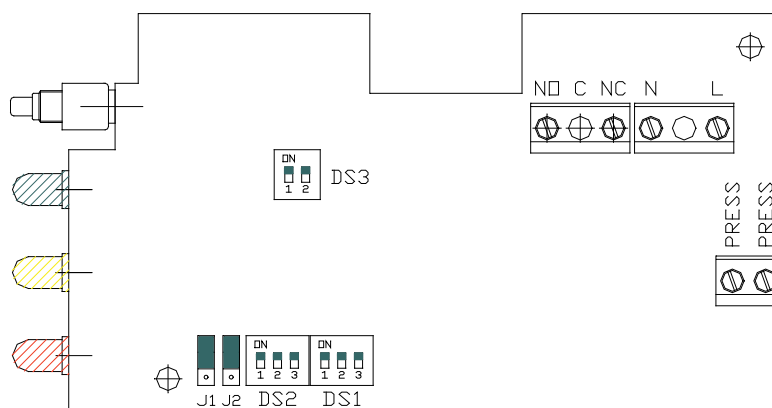 NO C NC N L
ON
1 2
DS3
PRESS PRESS
ON
1 2 3
ON
1 2 3
J1 J2 DS2 DS1